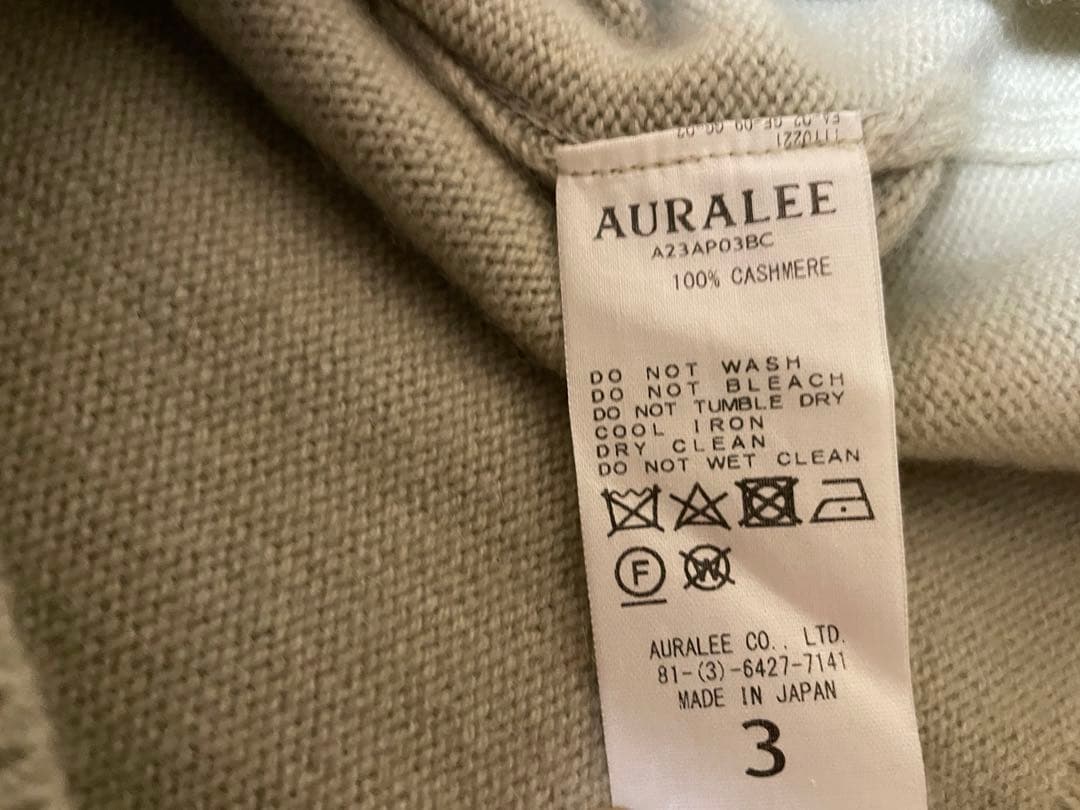 AURALEE
A23AP03BC
100% CASHMERE
DO NOT WASH
DO NOT BLEACH
DO NOT TUMBLE DRY
COOL IRON
DRY CLEAN
DO NOT WET CLEAN
F
W
AURALEE CO., LTD.
81-(3)-6427-7141
MADE IN JAPAN
3